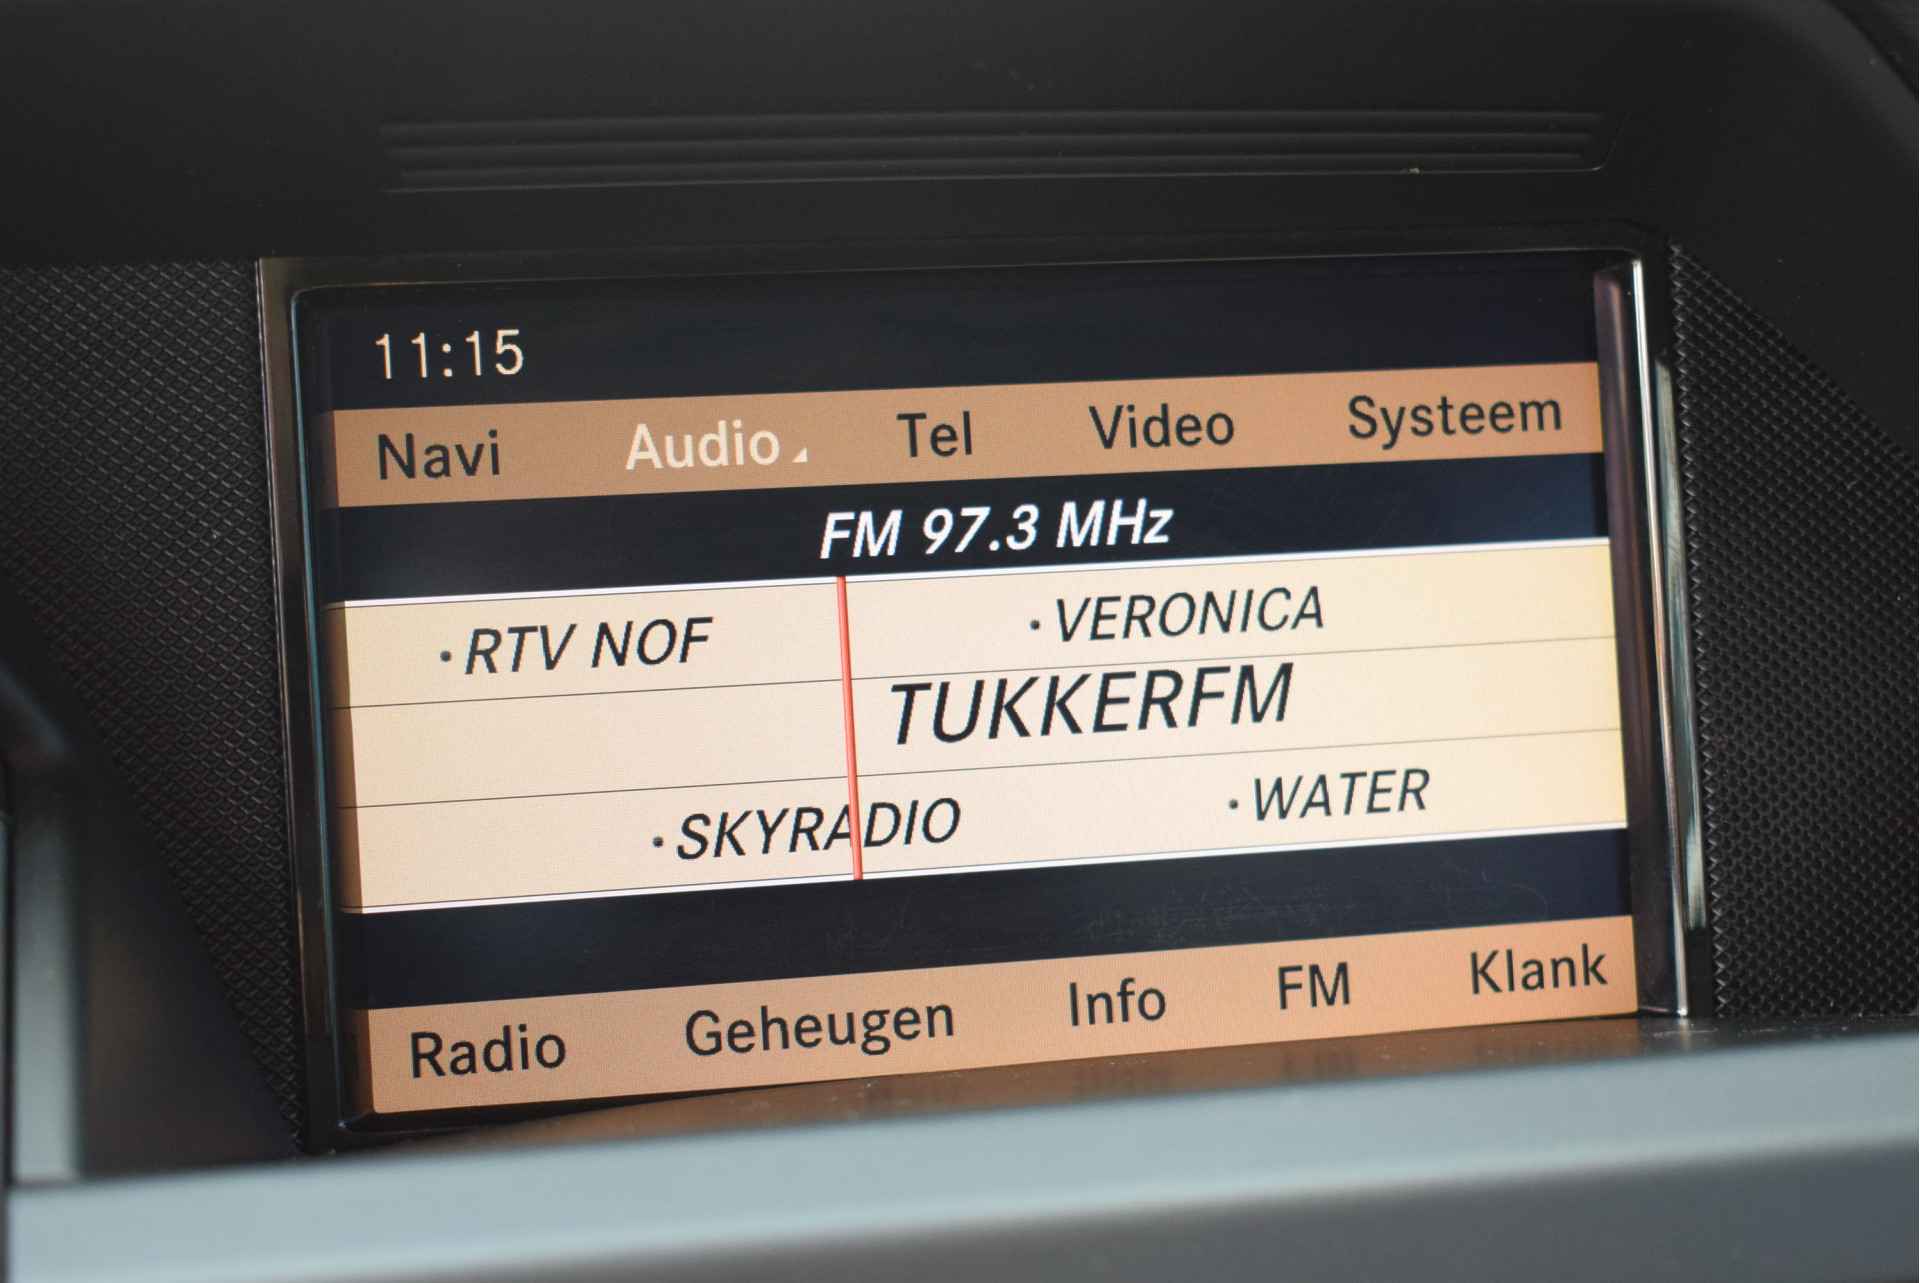 11:15
Navi Audio Tel Video Systeem
FM 97.3 MHz
·RTV NOF ·VERONICA
TUKKERFM
·SKYRADIO ·WATER
Radio Geheugen Info FM Klank